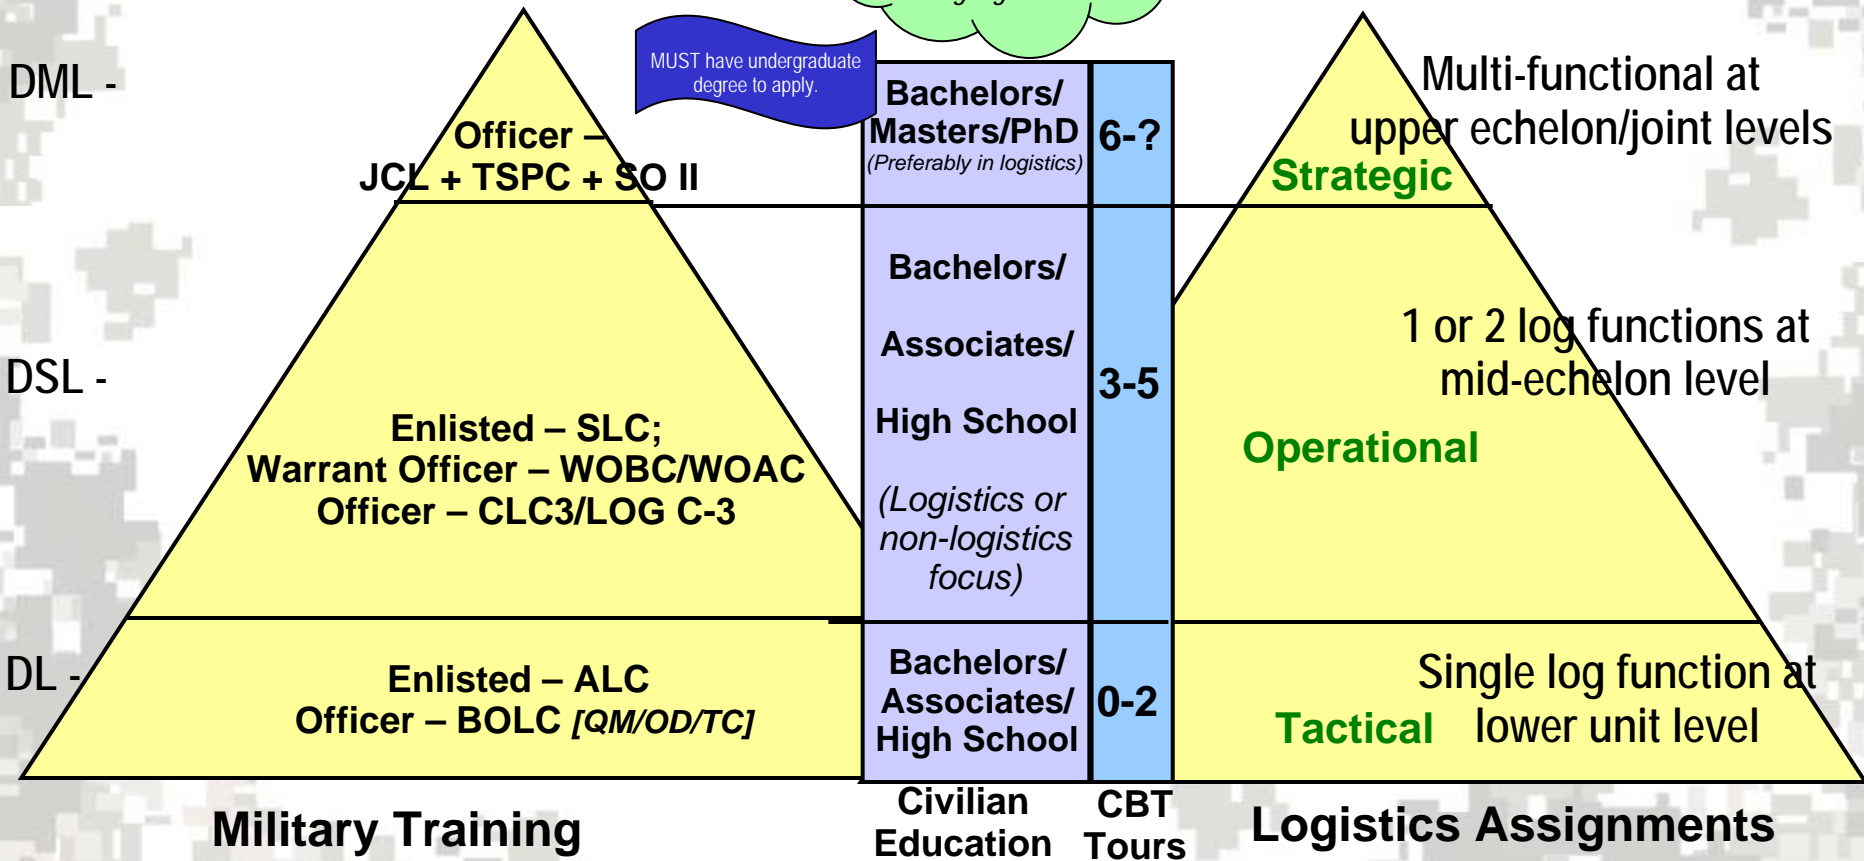 MUST have undergraduate
degree to apply.
DML -
Officer –
JCL + TSPC + SO II
Bachelors/
Masters/PhD
(Preferably in logistics)
6-?
Multi-functional at
upper echelon/joint levels
Strategic
DSL -
Enlisted – SLC;
Warrant Officer – WOBC/WOAC
Officer – CLC3/LOG C-3
Bachelors/
Associates/
High School
(Logistics or
non-logistics
focus)
3-5
1 or 2 log functions at
mid-echelon level
Operational
DL -
Enlisted – ALC
Officer – BOLC [QM/OD/TC]
Bachelors/
Associates/
High School
0-2
Single log function at
lower unit level
Tactical
Military Training
Civilian
Education
CBT
Tours
Logistics Assignments